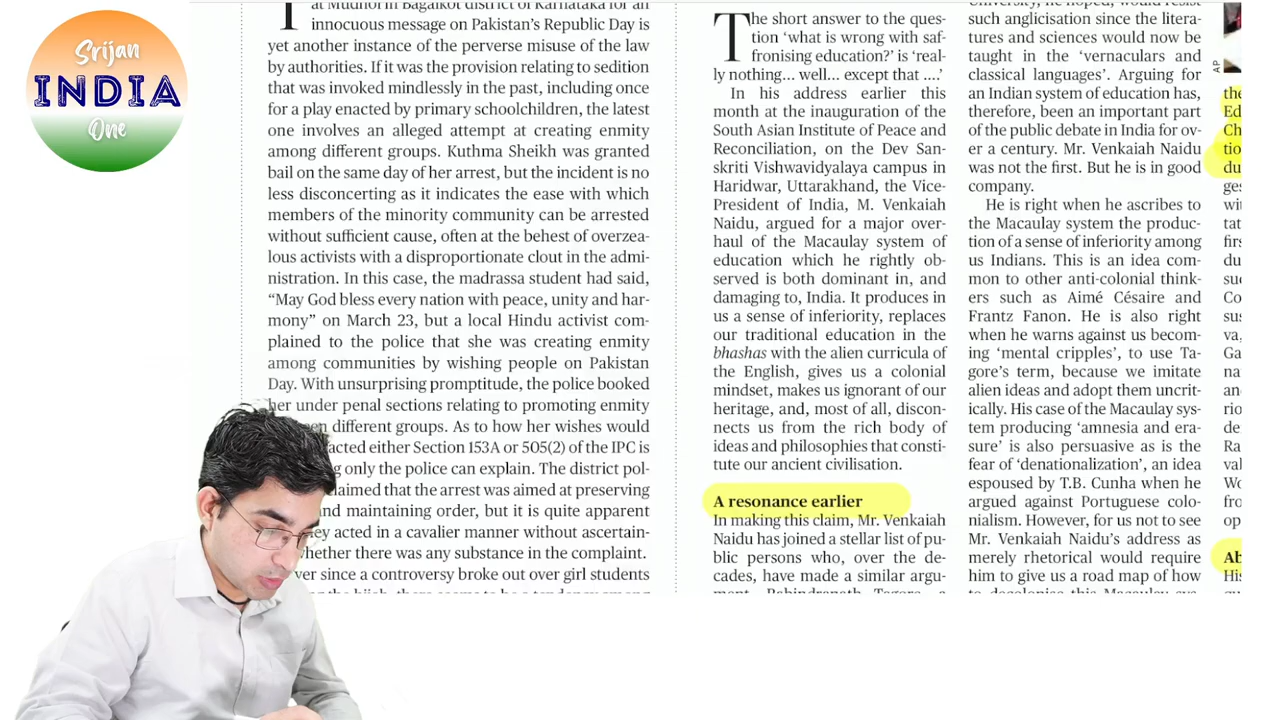 Srijan
INDIA
One
at Mudhol in Bagalkot district of Karnataka for an
innocuous message on Pakistan's Republic Day is
yet another instance of the perverse misuse of the law
by authorities. If it was the provision relating to sedition
that was invoked mindlessly in the past, including once
for a play enacted by primary schoolchildren, the latest
one involves an alleged attempt at creating enmity
among different groups. Kuthma Sheikh was granted
bail on the same day of her arrest, but the incident is no
less disconcerting as it indicates the ease with which
members of the minority community can be arrested
without sufficient cause, often at the behest of overzea-
lous activists with a disproportionate clout in the admi-
nistration. In this case, the madrassa student had said,
“May God bless every nation with peace, unity and har-
mony” on March 23, but a local Hindu activist com-
plained to the police that she was creating enmity
among communities by wishing people on Pakistan
Day. With unsurprising promptitude, the police booked
her under penal sections relating to promoting enmity
different groups. As to how her wishes would
acted either Section 153A or 505(2) of the IPC is
only the police can explain. The district pol-
claimed that the arrest was aimed at preserving
and maintaining order, but it is quite apparent
they acted in a cavalier manner without ascertain-
whether there was any substance in the complaint.
ver since a controversy broke out over girl students
The short answer to the ques-
tion ‘what is wrong with saf-
fronising education?’ is ‘real-
ly nothing... well... except that ....’
In his address earlier this
month at the inauguration of the
South Asian Institute of Peace and
Reconciliation, on the Dev San-
skriti Vishwavidyalaya campus in
Haridwar, Uttarakhand, the Vice-
President of India, M. Venkaiah
Naidu, argued for a major over-
haul of the Macaulay system of
education which he rightly ob-
served is both dominant in, and
damaging to, India. It produces in
us a sense of inferiority, replaces
our traditional education in the
bhashas with the alien curricula of
the English, gives us a colonial
mindset, makes us ignorant of our
heritage, and, most of all, discon-
nects us from the rich body of
ideas and philosophies that consti-
tute our ancient civilisation.
A resonance earlier
In making this claim, Mr. Venkaiah
Naidu has joined a stellar list of pu-
blic persons who, over the de-
cades, have made a similar argu-
ment. Rabindranath Tagore, a
University, he hoped, would resist
such anglicisation since the litera-
tures and sciences would now be
taught in the ‘vernaculars and
classical languages’. Arguing for
an Indian system of education has,
therefore, been an important part
of the public debate in India for ov-
er a century. Mr. Venkaiah Naidu
was not the first. But he is in good
company.
He is right when he ascribes to
the Macaulay system the produc-
tion of a sense of inferiority among
us Indians. This is an idea com-
mon to other anti-colonial think-
ers such as Aimé Césaire and
Frantz Fanon. He is also right
when he warns against us becom-
ing ‘mental cripples’, to use Ta-
gore's term, because we imitate
alien ideas and adopt them uncrit-
ically. His case of the Macaulay sys-
tem producing ‘amnesia and era-
sure’ is also persuasive as is the
fear of ‘denationalization’, an idea
espoused by T.B. Cunha when he
argued against Portuguese colo-
nialism. However, for us not to see
Mr. Venkaiah Naidu's address as
merely rhetorical would require
him to give us a road map of how
to decolonise this Macaulay sys-
AP